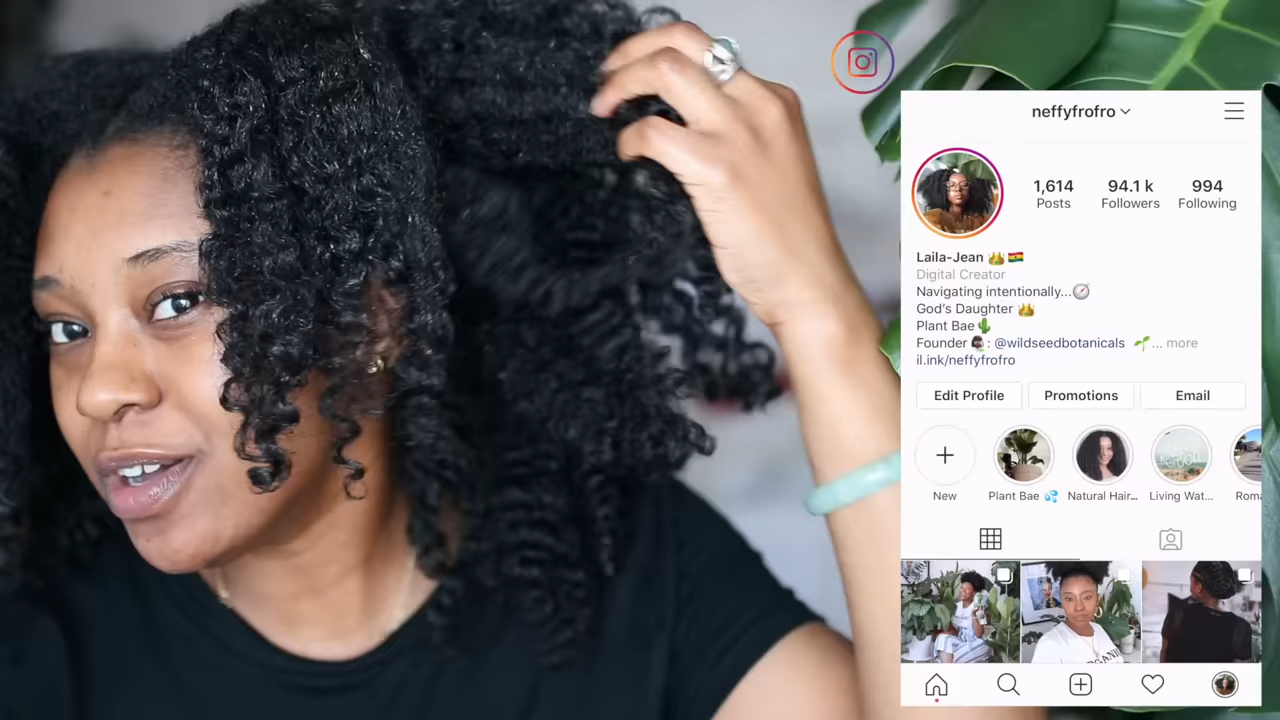 neffyfrofro
1,614 94.1 k 994
Posts Followers Following
Laila-Jean
Digital Creator
Navigating intentionally...
God's Daughter
Plant Bae
Founder : @wildseedbotanicals ... more
il.ink/neffyfrofro
Edit Profile Promotions Email
New Plant Bae Natural Hair... Living Wat... Roma